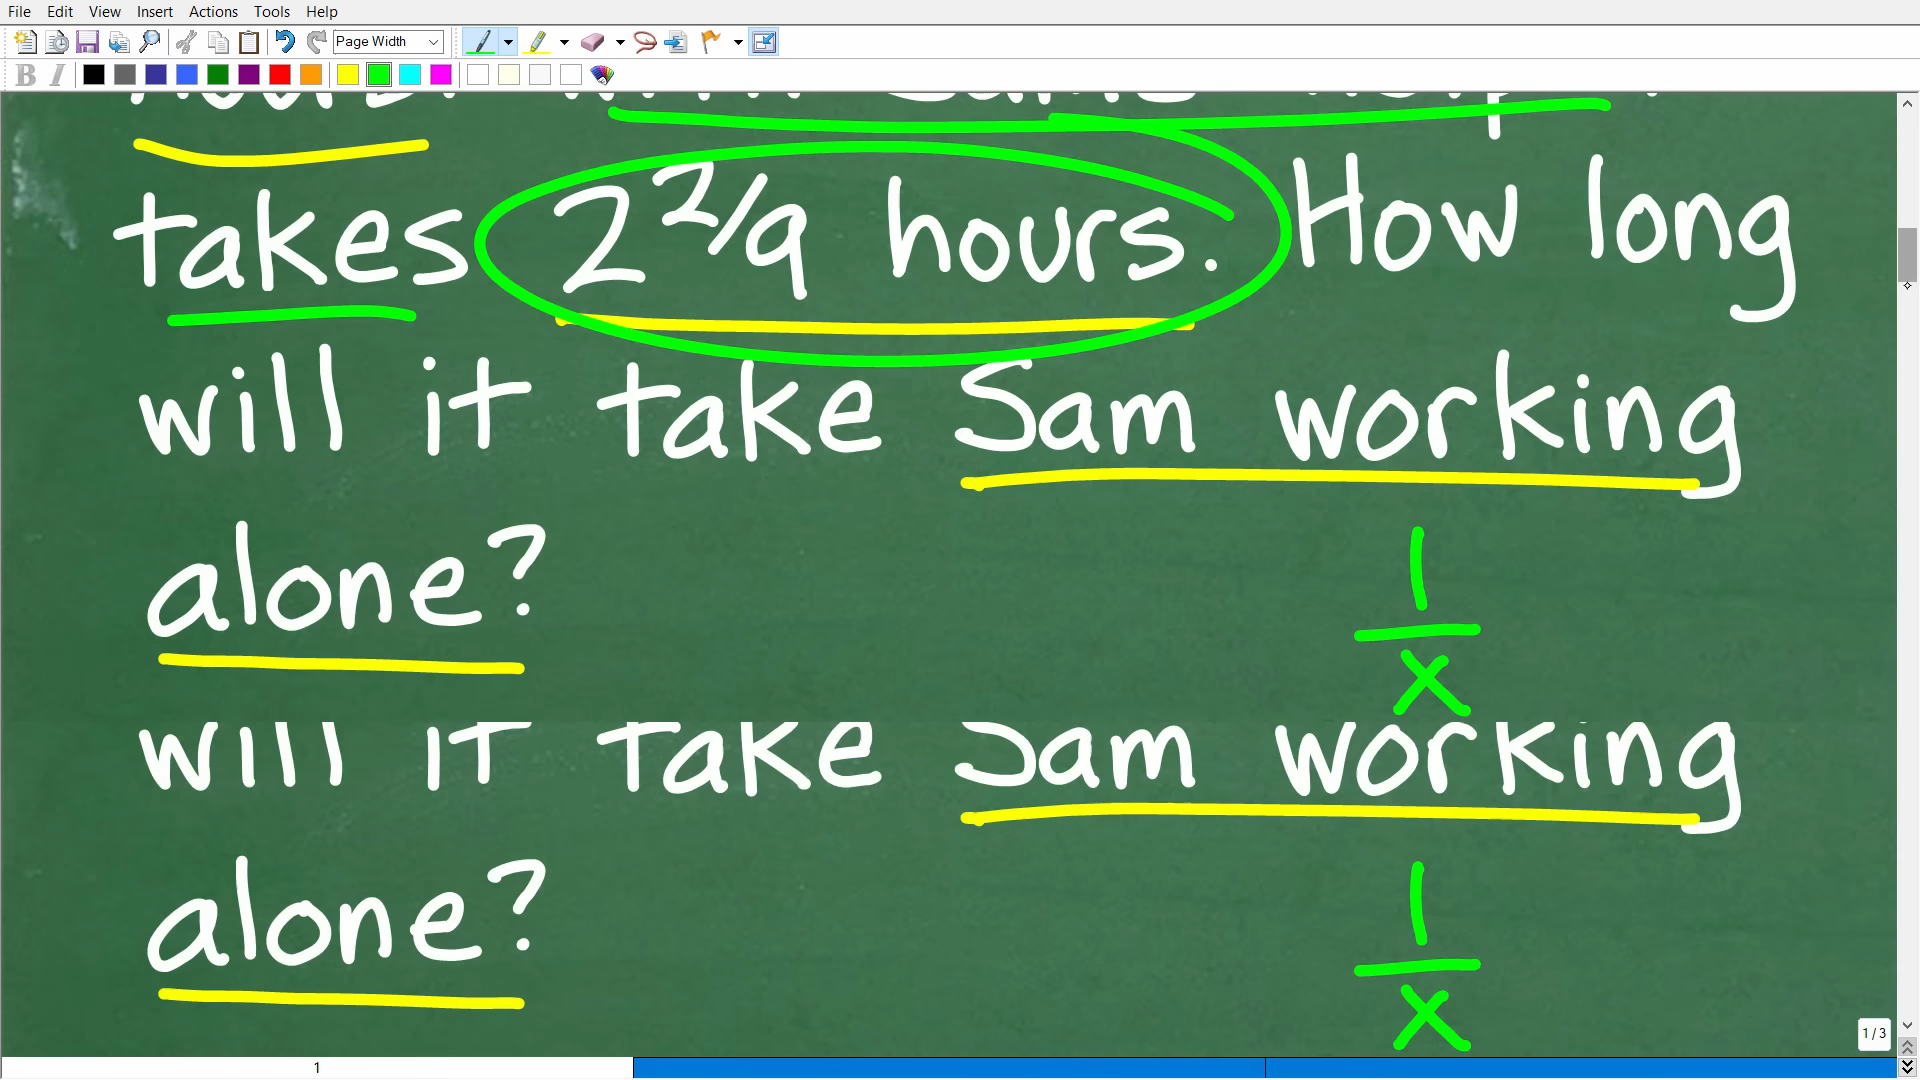 File Edit View Insert Actions Tools Help
Page Width
B I
takes 2 2/9 hours. How long
will it take Sam working
alone?
1
x
will it take Sam working
alone?
1
x
1 / 3
1